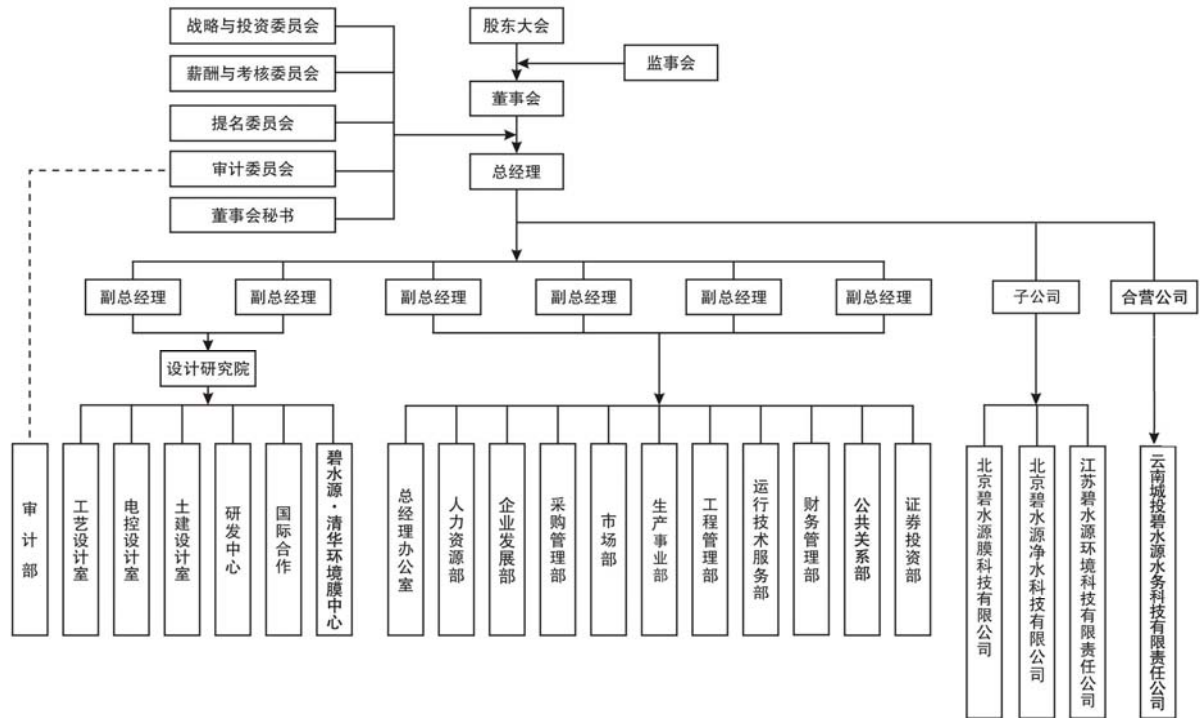 战略与投资委员会
股东大会
薪酬与考核委员会
监事会
董事会
提名委员会
审计委员会
总经理
董事会秘书
副总经理
副总经理
副总经理
副总经理
副总经理
副总经理
子公司
合营公司
设计研究院
审计部
工艺设计室
电控设计室
土建设计室
研发中心
国际合作
碧水源·清华环境膜中心
总经理办公室
人力资源部
企业发展部
采购管理部
市场部
生产事业部
工程管理部
运行技术服务部
财务管理部
公共关系部
证券投资部
北京碧水源膜科技有限公司
北京碧水源净水科技有限公司
江苏碧水源环境科技有限责任公司
云南城投碧水源水务科技有限责任公司